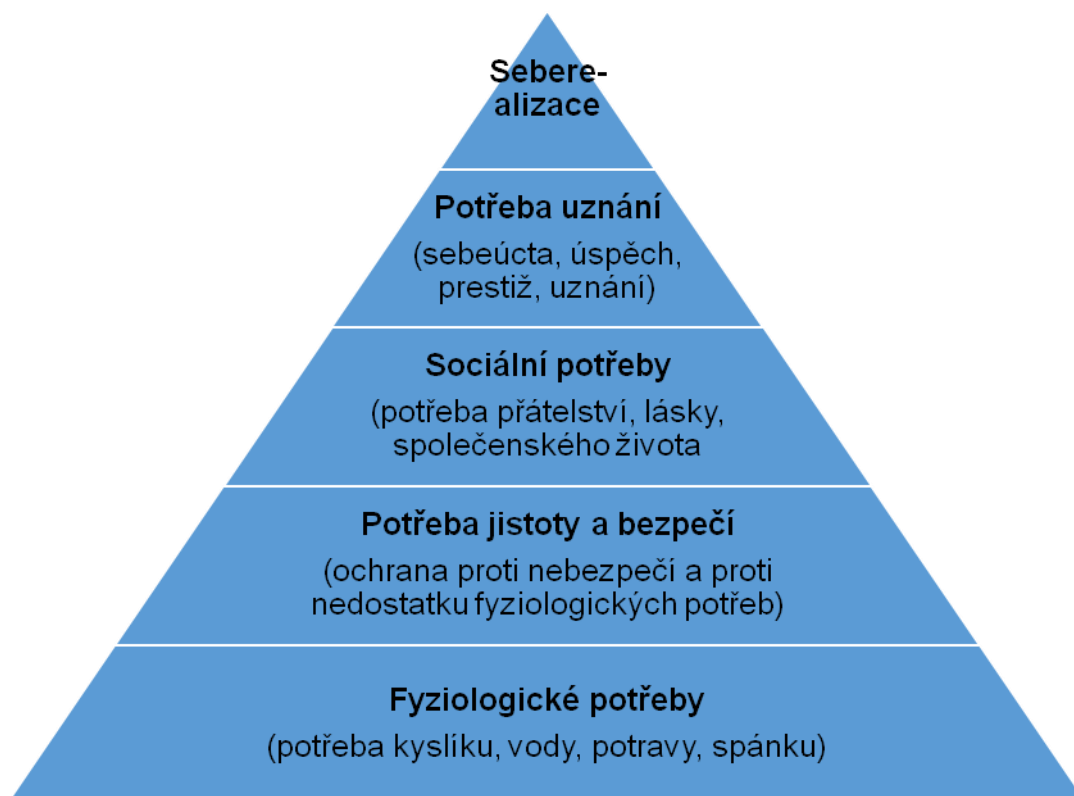 Sebere-
alizace
Potřeba uznání
(sebeúcta, úspěch,
prestiž, uznání)
Sociální potřeby
(potřeba přátelství, lásky,
společenského života
Potřeba jistoty a bezpečí
(ochrana proti nebezpečí a proti
nedostatku fyziologických potřeb)
Fyziologické potřeby
(potřeba kyslíku, vody, potravy, spánku)